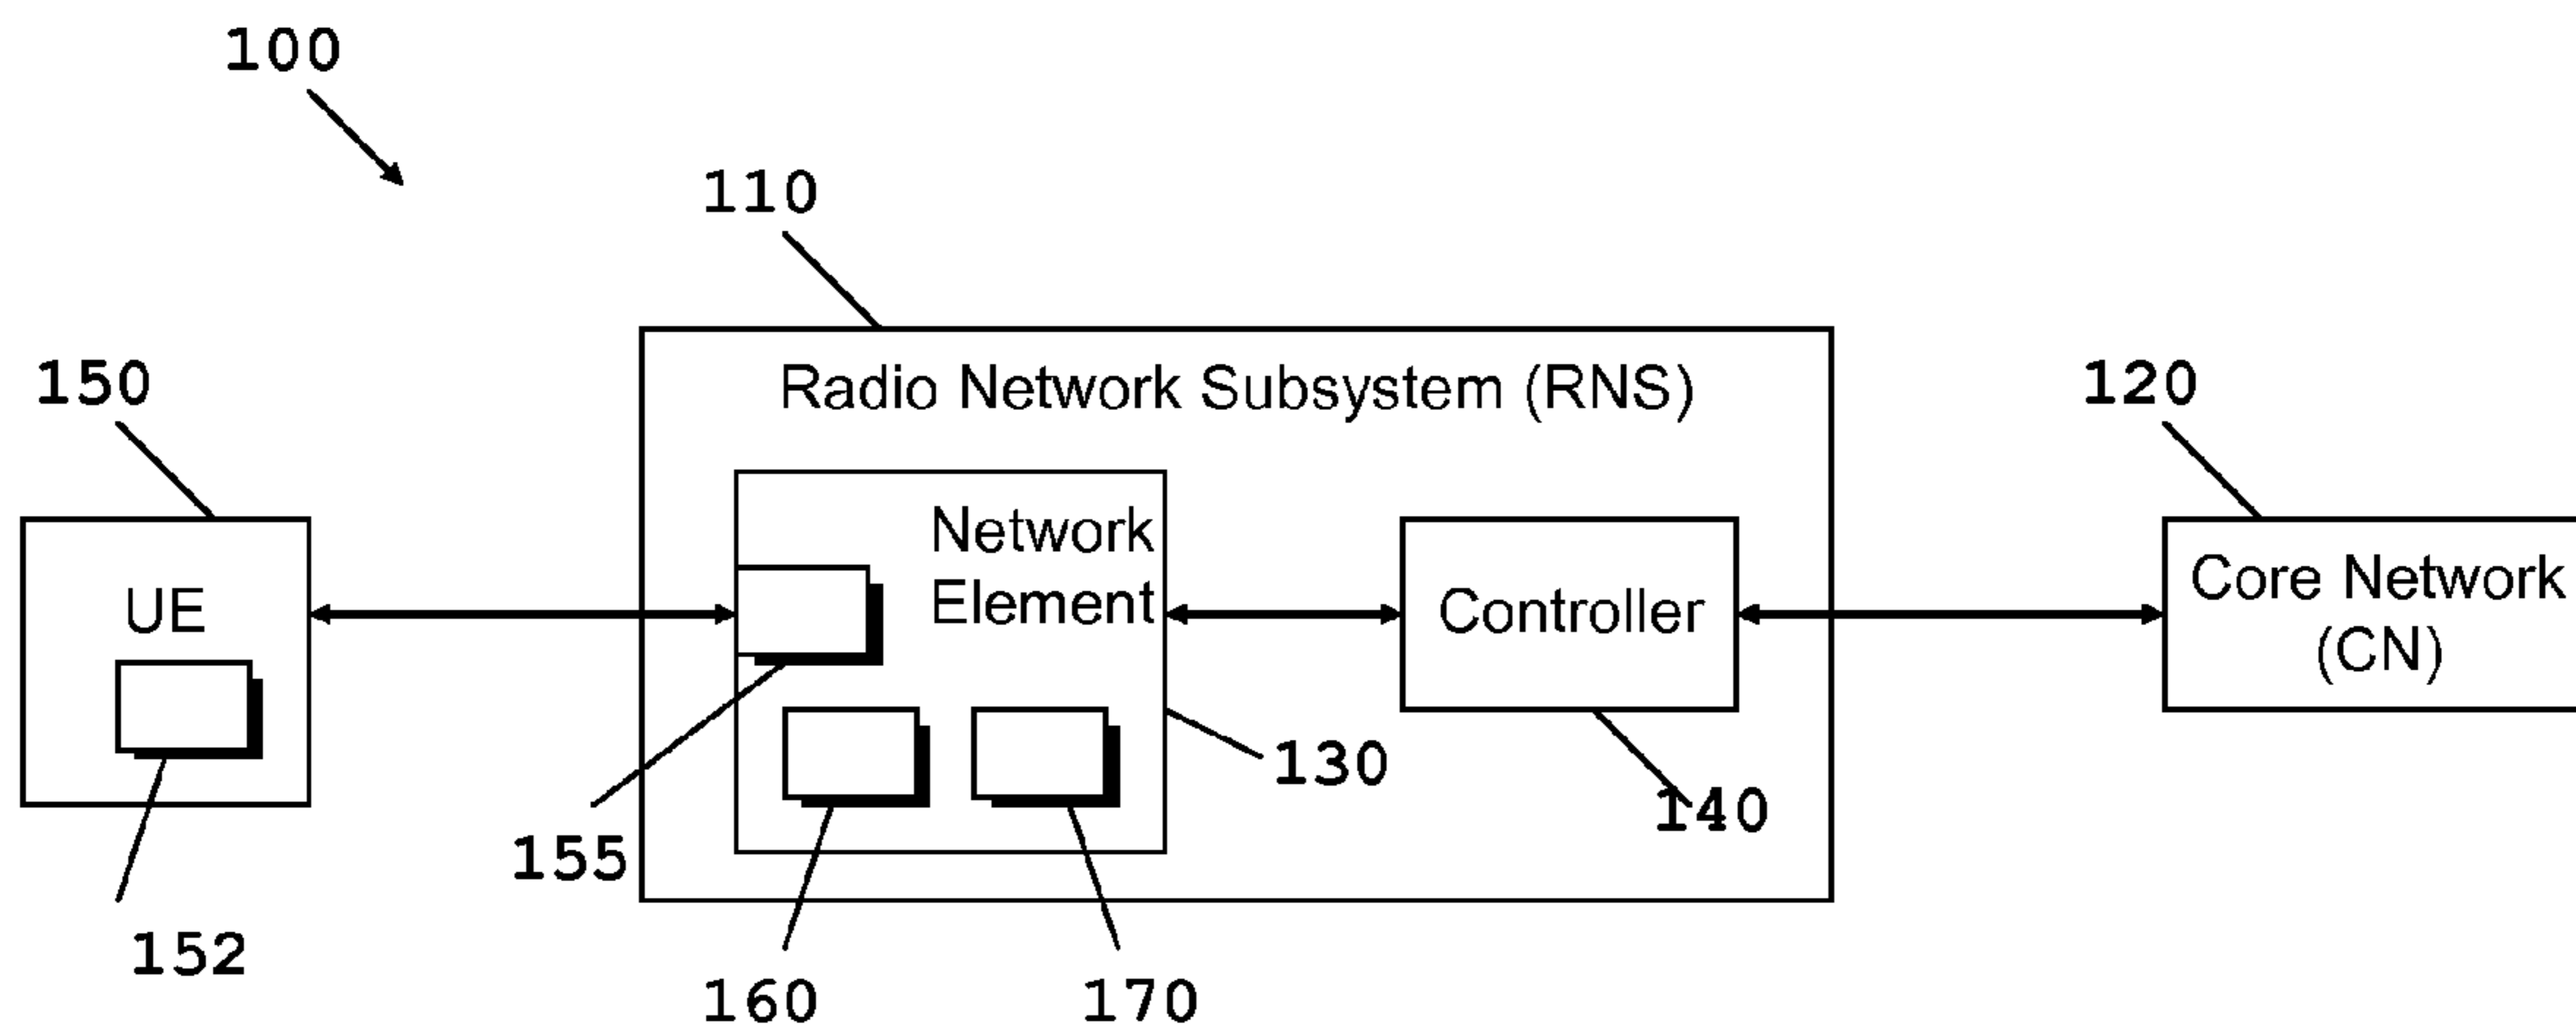 100
110
150
Radio Network Subsystem (RNS)
120
Network
Element
UE
Controller
Core Network
(CN)
130
140
155
152
160
170